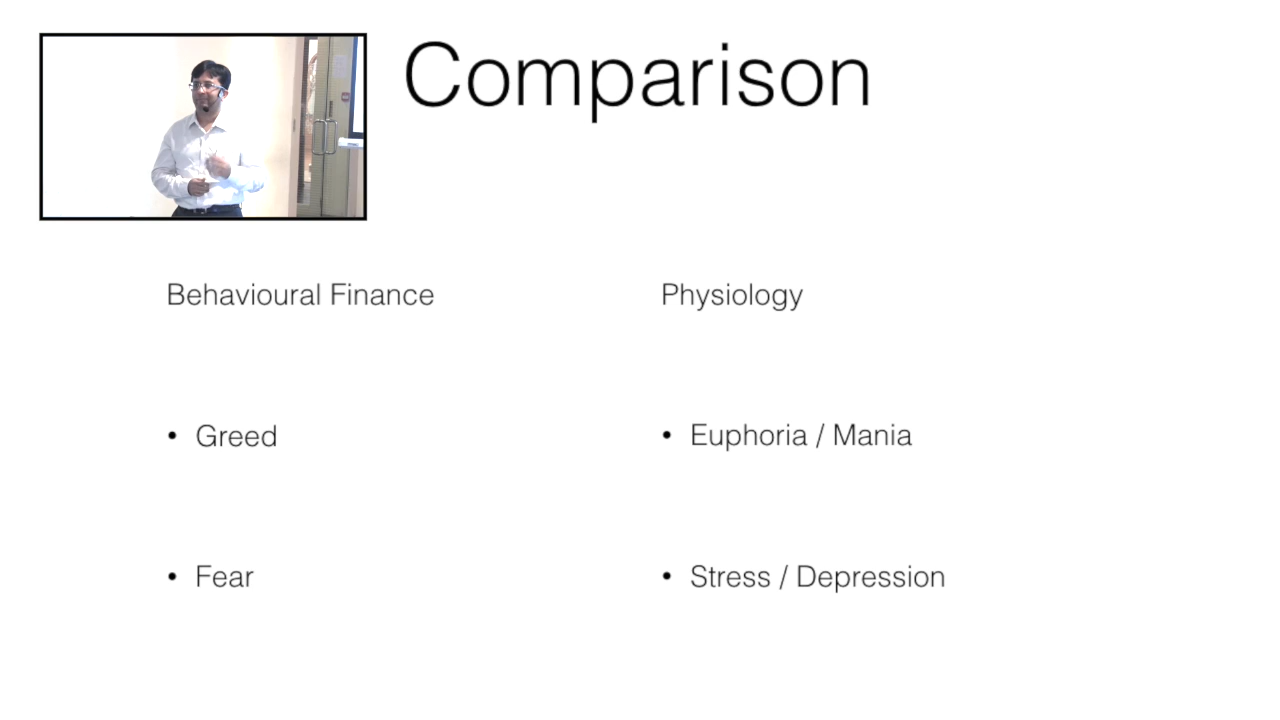 Comparison
Behavioural Finance
Physiology
• Greed
• Euphoria / Mania
• Fear
• Stress / Depression